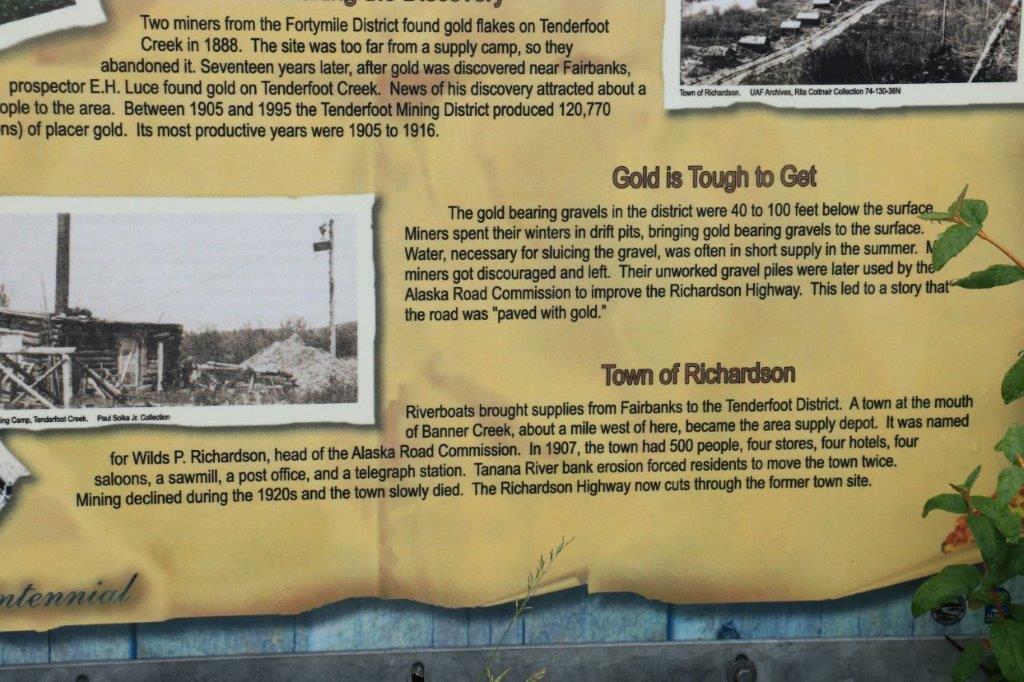 Two miners from the Fortymile District found gold flakes on Tenderfoot
Creek in 1888. The site was too far from a supply camp, so they
abandoned it. Seventeen years later, after gold was discovered near Fairbanks,
prospector E.H. Luce found gold on Tenderfoot Creek. News of his discovery attracted about a
ople to the area. Between 1905 and 1995 the Tenderfoot Mining District produced 120,770
ns) of placer gold. Its most productive years were 1905 to 1916.
Town of Richardson. UAF Archives, Rita Cottnair Collection 74-130-36N
Gold is Tough to Get
The gold bearing gravels in the district were 40 to 100 feet below the surface.
Miners spent their winters in drift pits, bringing gold bearing gravels to the surface.
Water, necessary for sluicing the gravel, was often in short supply in the summer.
miners got discouraged and left. Their unworked gravel piles were later used by the
Alaska Road Commission to improve the Richardson Highway. This led to a story that
the road was "paved with gold."
ing Camp, Tenderfoot Creek. Paul Solka Jr. Collection
Town of Richardson
Riverboats brought supplies from Fairbanks to the Tenderfoot District. A town at the mouth
of Banner Creek, about a mile west of here, became the area supply depot. It was named
for Wilds P. Richardson, head of the Alaska Road Commission. In 1907, the town had 500 people, four stores, four hotels, four
saloons, a sawmill, a post office, and a telegraph station. Tanana River bank erosion forced residents to move the town twice.
Mining declined during the 1920s and the town slowly died. The Richardson Highway now cuts through the former town site.
ntennial